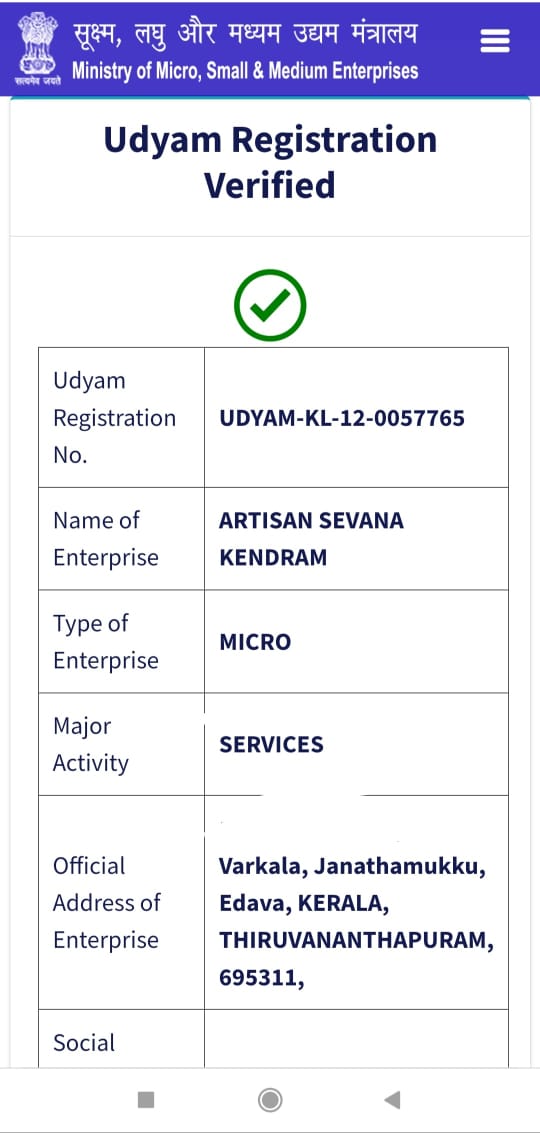 सूक्ष्म, लघु और मध्यम उद्यम मंत्रालय
सत्यमेव जयते
Ministry of Micro, Small & Medium Enterprises
Udyam Registration
Verified
Udyam
Registration
No.
UDYAM-KL-12-0057765
Name of
Enterprise
ARTISAN SEVANA
KENDRAM
Type of
Enterprise
MICRO
Major
Activity
SERVICES
Official
Address of
Enterprise
Varkala, Janathamukku,
Edava, KERALA,
THIRUVANANTHAPURAM,
695311,
Social